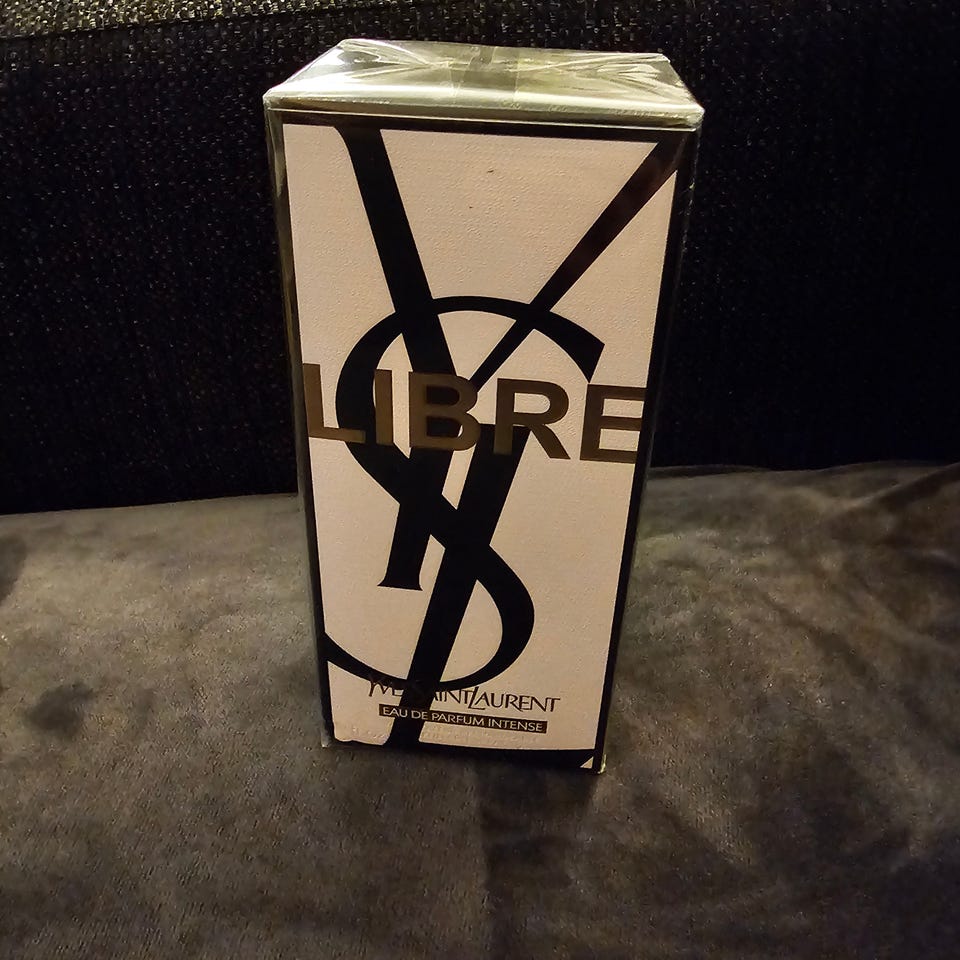 LIBRE
YVES SAINT LAURENT
EAU DE PARFUM INTENSE